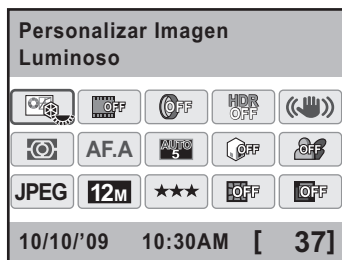 Personalizar Imagen
Luminoso
OFF OFF HDR OFF
AF.A AUTO 5 OFF OFF
JPEG 12M ★★★ OFF OFF
10/10/'09 10:30AM [ 37]